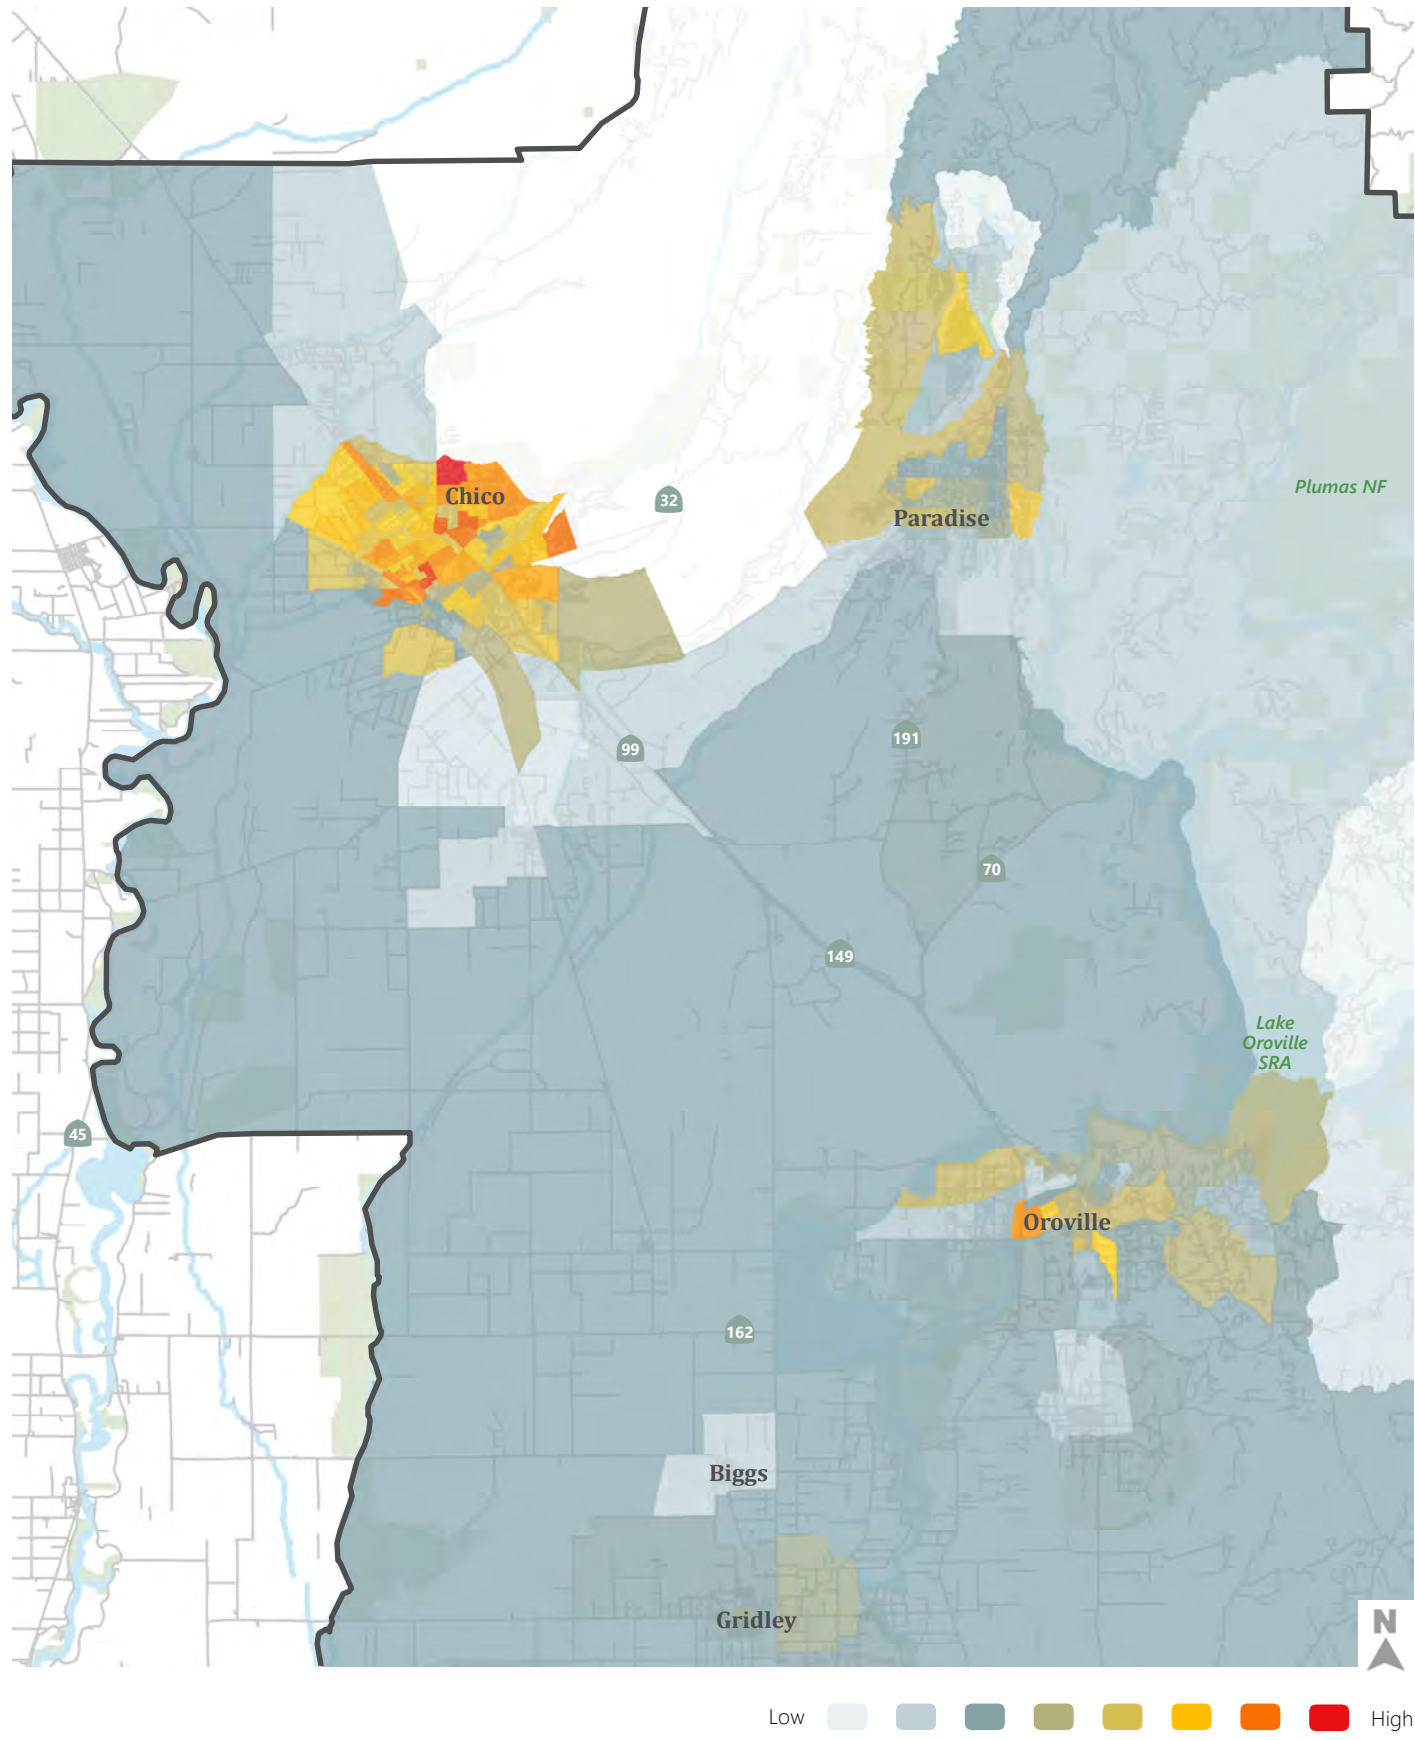 Chico
32
Plumas NF
Paradise
99
191
70
149
Lake
Oroville
SRA
45
Oroville
162
Biggs
Gridley
N
Low
High